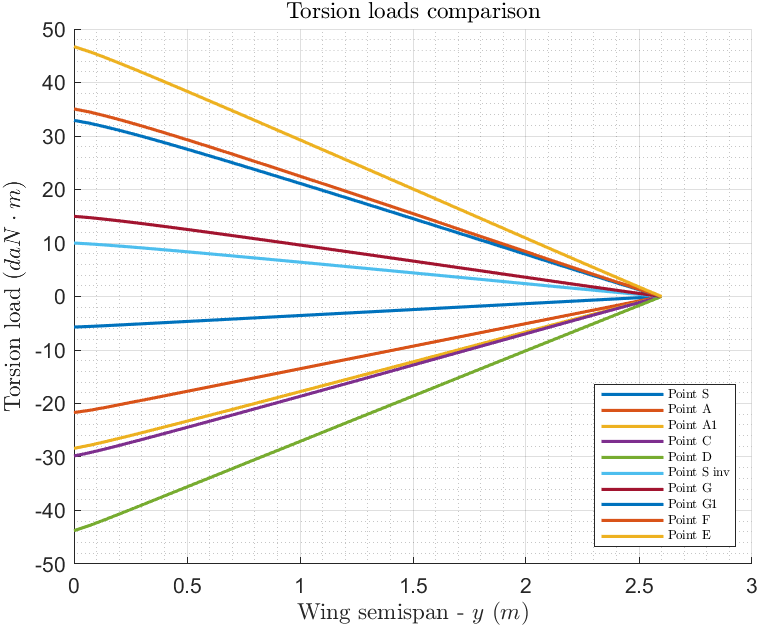 Torsion loads comparison
Torsion load (daN · m)
50
40
30
20
10
0
-10
-20
-30
-40
-50
Point S
Point A
Point A1
Point C
Point D
Point S inv
Point G
Point G1
Point F
Point E
0 0.5 1 1.5 2 2.5 3
Wing semispan - y (m)